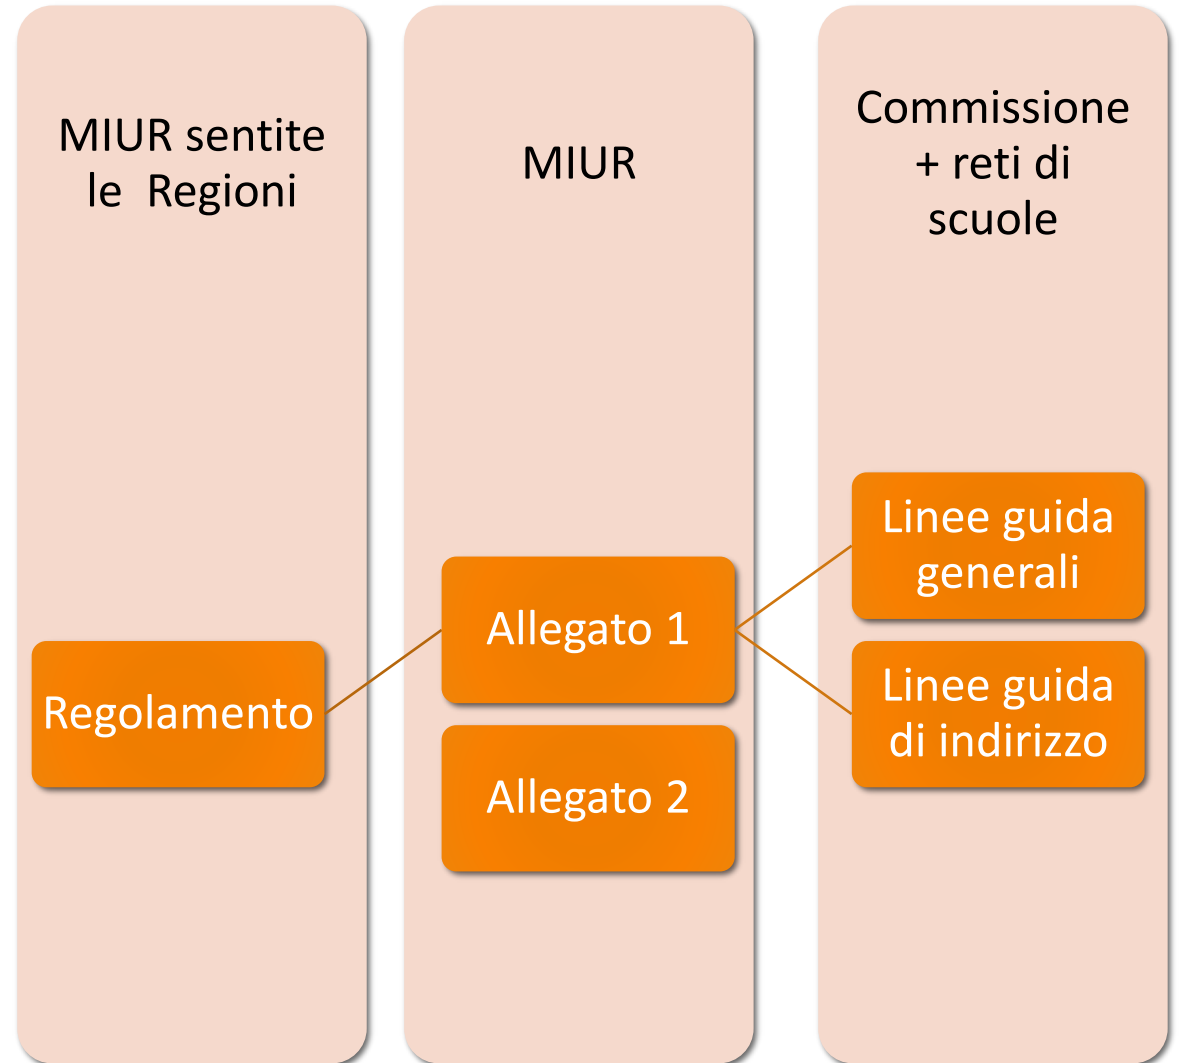 MIUR sentite
le  Regioni
Regolamento
MIUR
Allegato 1
Allegato 2
Commissione
+ reti di
scuole
Linee guida
generali
Linee guida
di indirizzo